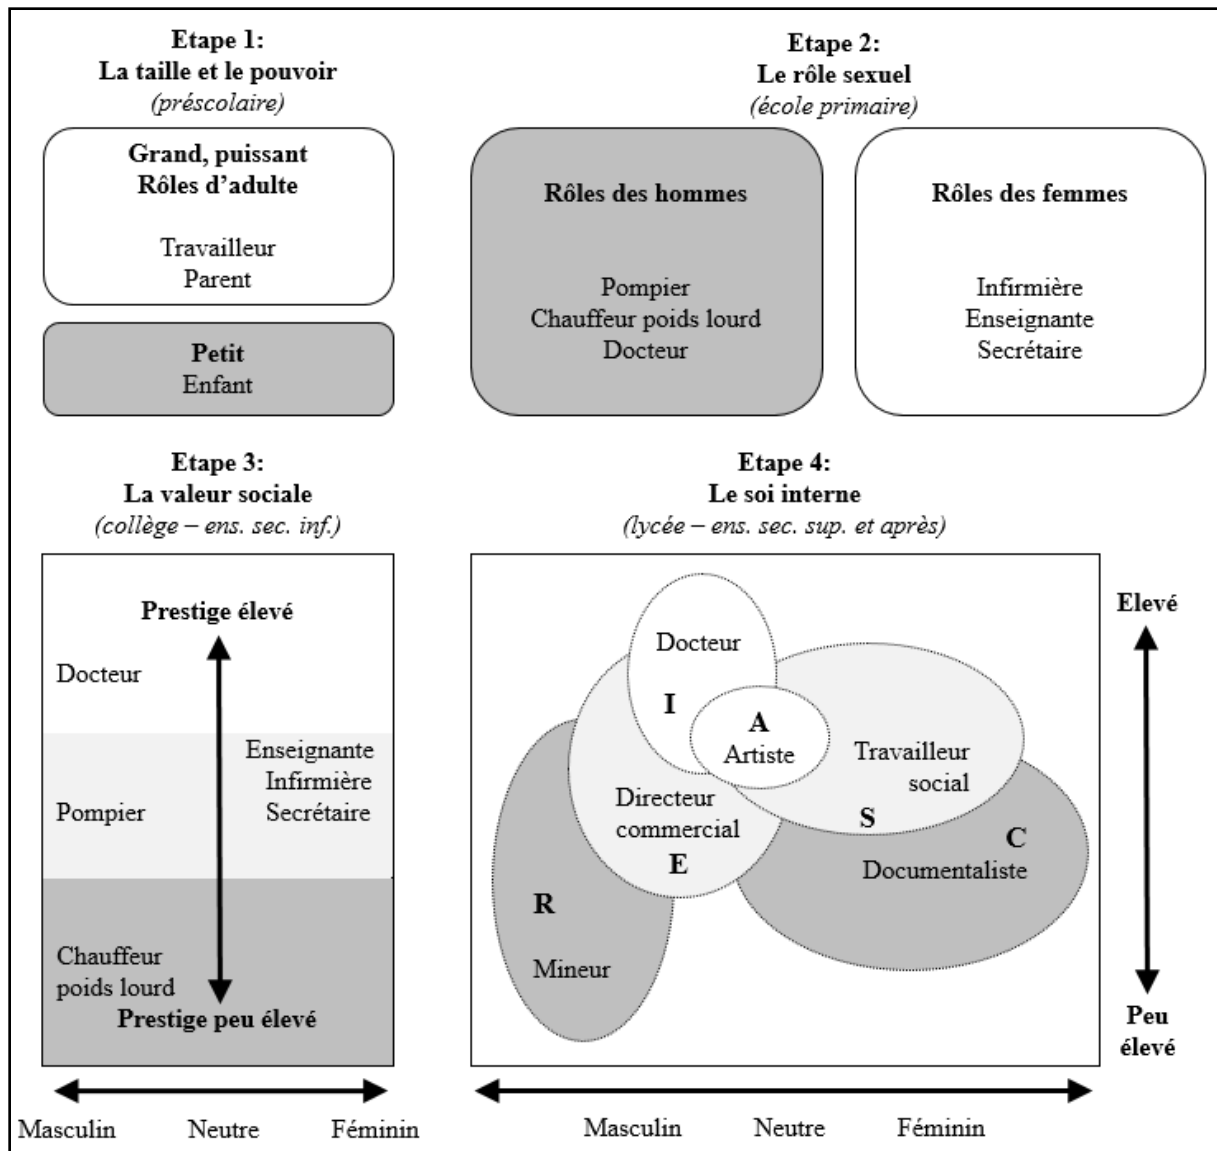 Etape 1:
La taille et le pouvoir
(préscolaire)
Grand, puissant
Rôles d’adulte
Travailleur
Parent
Petit
Enfant
Etape 2:
Le rôle sexuel
(école primaire)
Rôles des hommes
Pompier
Chauffeur poids lourd
Docteur
Rôles des femmes
Infirmière
Enseignante
Secrétaire
Etape 3:
La valeur sociale
(collège – ens. sec. inf.)
Prestige élevé
Docteur
Enseignante
Infirmière
Pompier
Secrétaire
Chauffeur
poids lourd
Prestige peu élevé
Masculin
Neutre
Féminin
Etape 4:
Le soi interne
(lycée – ens. sec. sup. et après)
Docteur
I
A
Artiste
Travailleur
social
S
Directeur
commercial
E
C
Documentaliste
R
Mineur
Elevé
Peu
élevé
Masculin
Neutre
Féminin